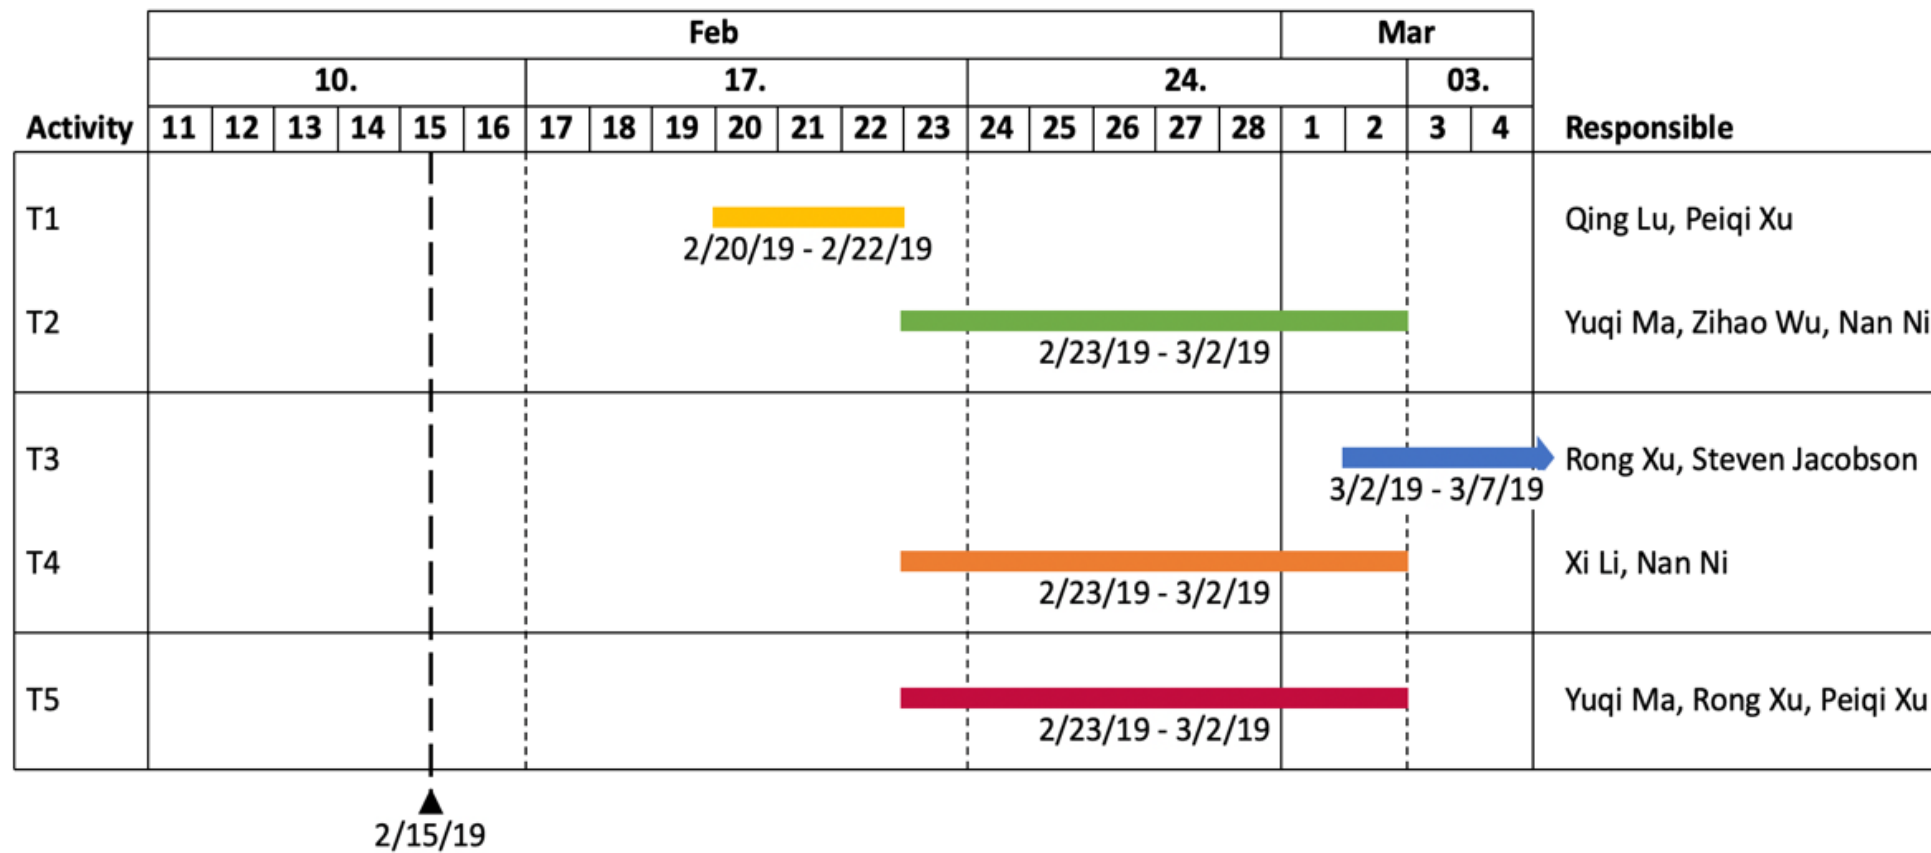 Feb Mar
10. 17. 24. 03.
Activity 11 12 13 14 15 16 17 18 19 20 21 22 23 24 25 26 27 28 1 2 3 4 Responsible
T1 Qing Lu, Peiqi Xu
2/20/19 - 2/22/19
T2 Yuqi Ma, Zihao Wu, Nan Ni
2/23/19 - 3/2/19
T3 Rong Xu, Steven Jacobson
3/2/19 - 3/7/19
T4 Xi Li, Nan Ni
2/23/19 - 3/2/19
T5 Yuqi Ma, Rong Xu, Peiqi Xu
2/23/19 - 3/2/19
2/15/19